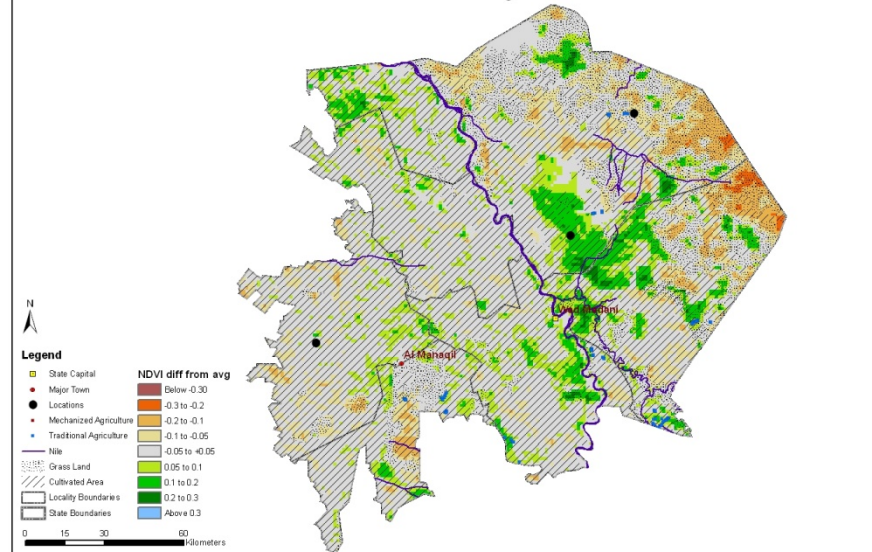 Wad Madani
Al Manaqil
N
Legend
State Capital
Major Town
Locations
Mechanized Agriculture
Traditional Agriculture
Nile
Grass Land
Cultivated Area
Locality Boundaries
State Boundaries
NDVI diff from avg
Below -0.30
-0.3 to -0.2
-0.2 to -0.1
-0.1 to -0.05
-0.05 to +0.05
0.05 to 0.1
0.1 to 0.2
0.2 to 0.3
Above 0.3
0 15 30 60
Kilometers